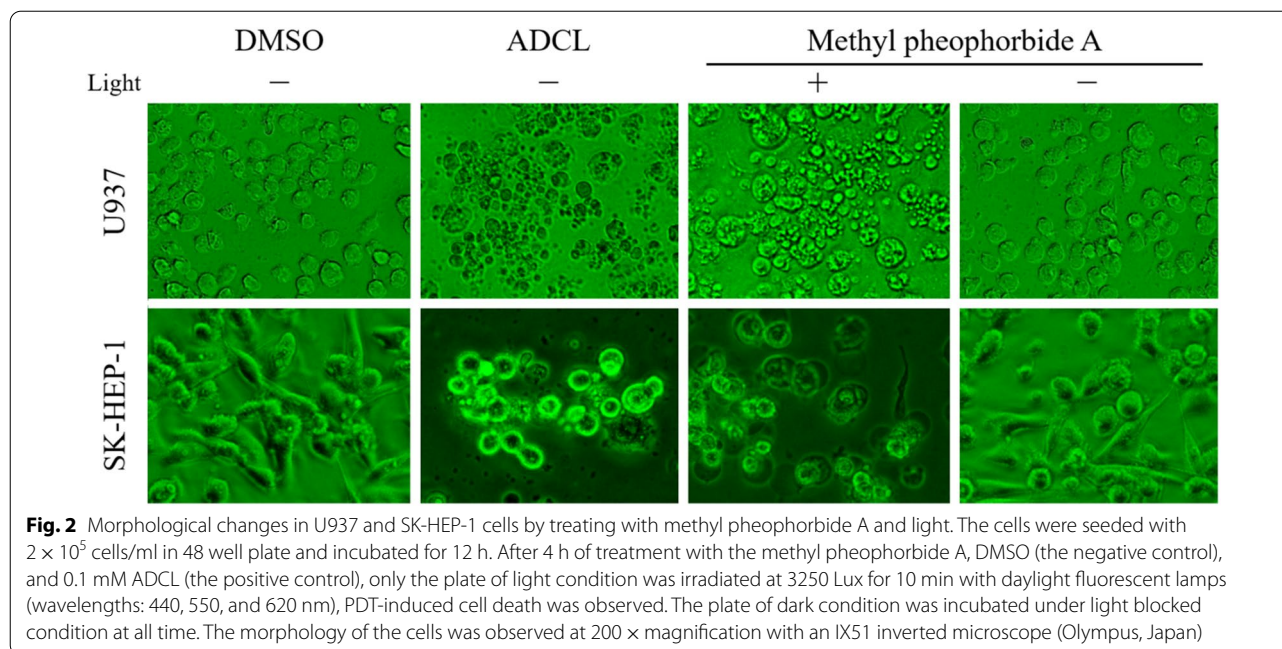 DMSO ADCL Methyl pheophorbide A
Light − − + −
U937
SK-HEP-1
Fig. 2 Morphological changes in U937 and SK-HEP-1 cells by treating with methyl pheophorbide A and light. The cells were seeded with
2 × 10⁵ cells/ml in 48 well plate and incubated for 12 h. After 4 h of treatment with the methyl pheophorbide A, DMSO (the negative control),
and 0.1 mM ADCL (the positive control), only the plate of light condition was irradiated at 3250 Lux for 10 min with daylight fluorescent lamps
(wavelengths: 440, 550, and 620 nm), PDT-induced cell death was observed. The plate of dark condition was incubated under light blocked
condition at all time. The morphology of the cells was observed at 200 × magnification with an IX51 inverted microscope (Olympus, Japan)